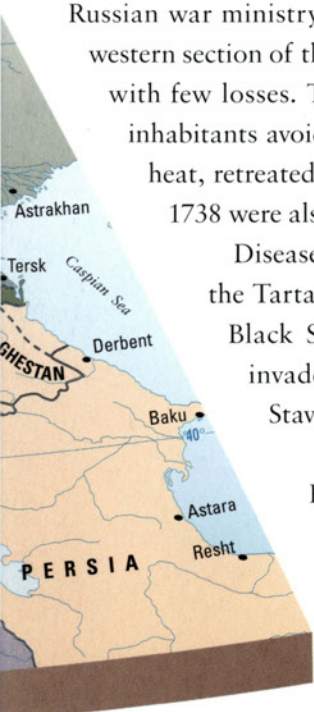 Russian war ministry
western section of th
with few losses. T
inhabitants avoi
heat, retreated
1738 were als
Disease
the Tarta
Black S
invade
Stav
Astrakhan
Tersk
Caspian Sea
Derbent
GHESTAN
Baku
40°
Astara
Resht
PERSIA